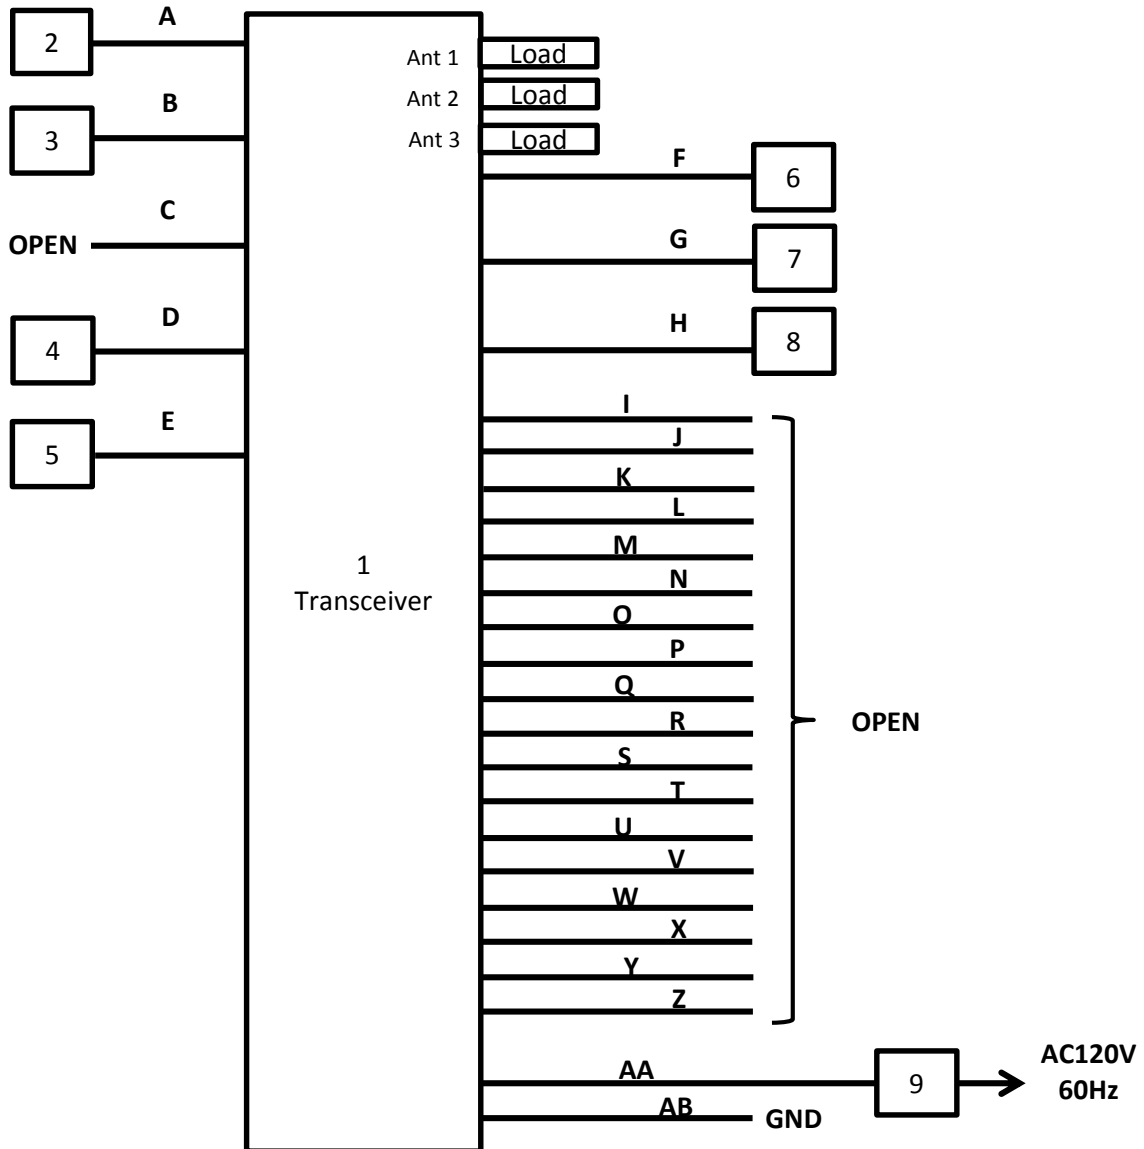 A
2
B
3
C
OPEN
D
4
E
5
Ant 1 Load
Ant 2 Load
Ant 3 Load
1
Transceiver
F
6
G
7
H
8
I
J
K
L
M
N
O
P
Q
R
S
T
U
V
W
X
Y
Z
OPEN
AA
9
AC120V
60Hz
AB
GND